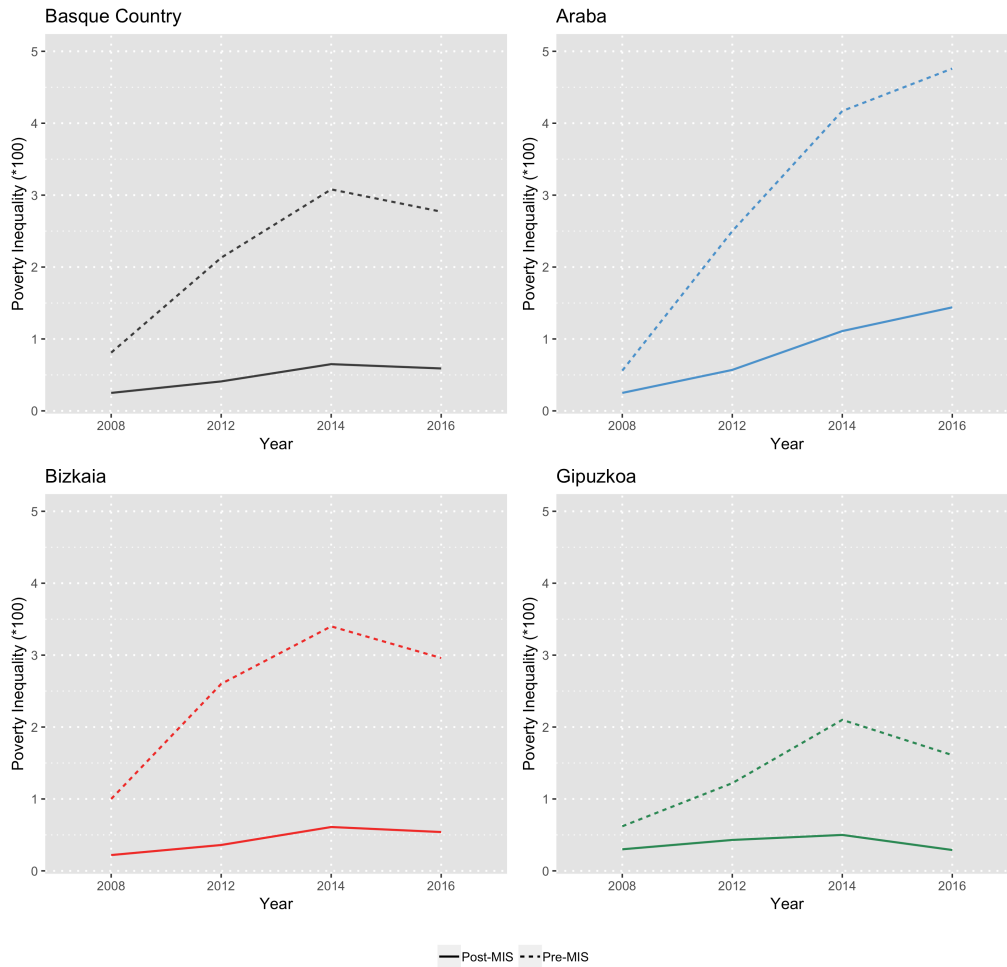 Basque Country
Araba
Poverty Inequality (*100)
5
4
3
2
1
0
2008 2012 2014 2016
Year
Poverty Inequality (*100)
5
4
3
2
1
0
2008 2012 2014 2016
Year
Bizkaia
Gipuzkoa
Poverty Inequality (*100)
5
4
3
2
1
0
2008 2012 2014 2016
Year
Poverty Inequality (*100)
5
4
3
2
1
0
2008 2012 2014 2016
Year
Post-MIS Pre-MIS